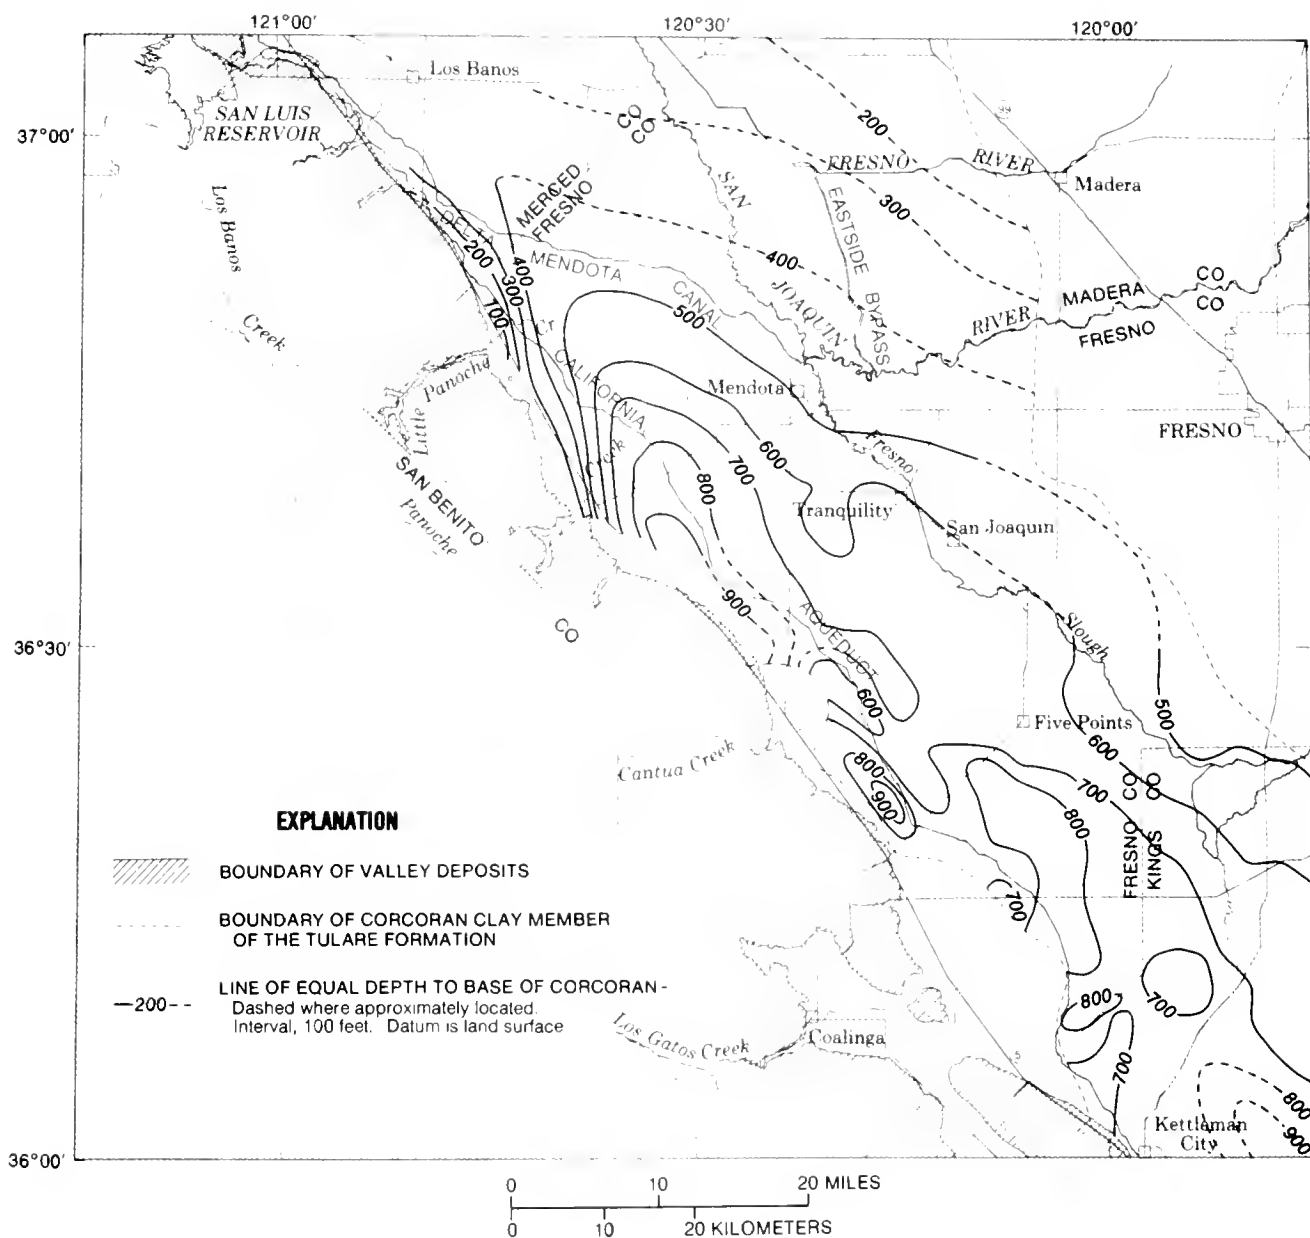 121°00'
120°30'
120°00'
37°00'
36°30'
36°00'
Los Banos
SAN LUIS
RESERVOIR
Los Banos
Creek
MERCED
FRESNO
CO
CO
SAN
JOAQUIN
RIVER
FRESNO
RIVER
Madera
99
EASTSIDE
BYPASS
MADERA
FRESNO
CO
CO
DELTA
MENDOTA
CANAL
200
300
400
200
300
400
100
500
Cr
CALIFORNIA
Little
Panoche
Creek
SAN BENITO
Panoche
CO
Mendota
FRESNO
Fresno
600
700
800
900
Tranquility
San Joaquin
Slough
AQUEDUCT
600
Five Points
500
600
700
Cantua Creek
800
900
800
FRESNO CO
KINGS CO
700
800
700
700
Los Gatos Creek
Coalinga
5
Kettlaman
City
800
900
EXPLANATION
BOUNDARY OF VALLEY DEPOSITS
BOUNDARY OF CORCORAN CLAY MEMBER
OF THE TULARE FORMATION
—200-- LINE OF EQUAL DEPTH TO BASE OF CORCORAN-
Dashed where approximately located.
Interval, 100 feet. Datum is land surface
0 10 20 MILES
0 10 20 KILOMETERS